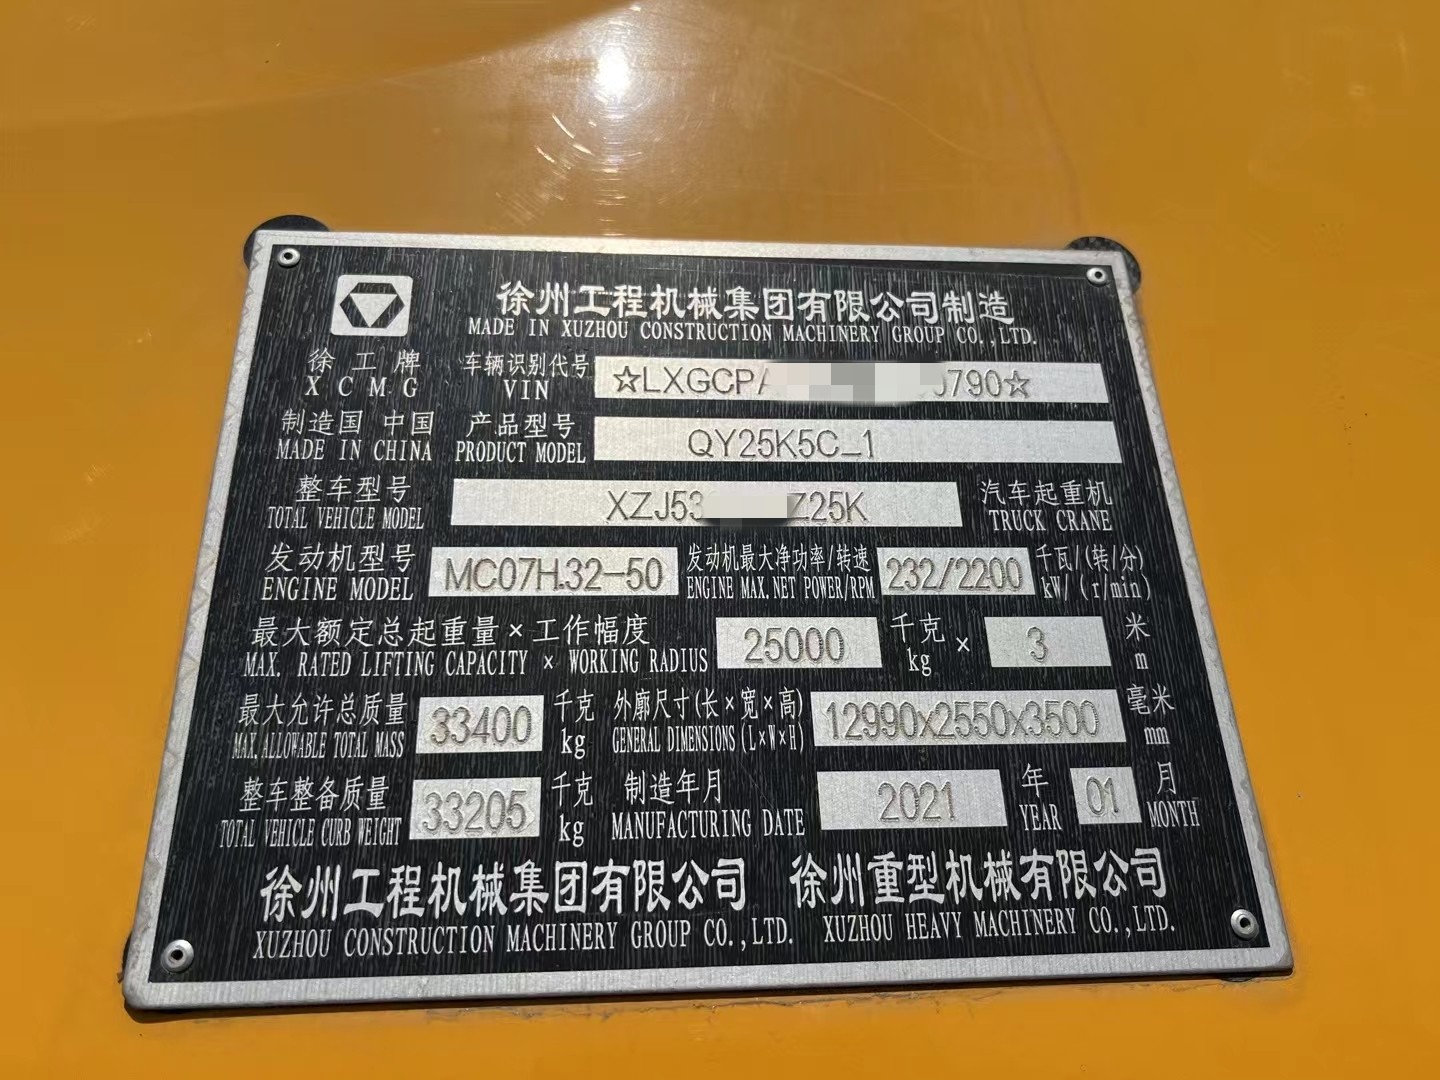 徐州工程机械集团有限公司制造
MADE IN XUZHOU CONSTRUCTION MACHINERY GROUP CO.,LTD.
徐工牌 车辆识别代号
XCMG VIN ☆LXGCPA 0790☆
制造国 中国 产品型号
MADE IN CHINA PRODUCT MODEL QY25K5C_1
整车型号 汽车起重机
TOTAL VEHICLE MODEL XZJ53 Z25K TRUCK CRANE
发动机型号 发动机最大净功率/转速 千瓦/(转/分)
ENGINE MODEL MC07H.32-50 ENGINE MAX.NET POWER/RPM 232/2200 kW/(r/min)
最大额定总起重量×工作幅度 千克 米
MAX. RATED LIFTING CAPACITY × WORKING RADIUS 25000 kg × 3 m
最大允许总质量 千克 外廓尺寸(长×宽×高) 毫米
MAX.ALLOWABLE TOTAL MASS 33400 kg GENERAL DIMENSIONS(L×W×H) 12990x2550x3500 mm
整车整备质量 千克 制造年月 年 月
TOTAL VEHICLE CURB WEIGHT 33205 kg MANUFACTURING DATE 2021 YEAR 01 MONTH
徐州工程机械集团有限公司 徐州重型机械有限公司
XUZHOU CONSTRUCTION MACHINERY GROUP CO.,LTD. XUZHOU HEAVY MACHINERY CO.,LTD.